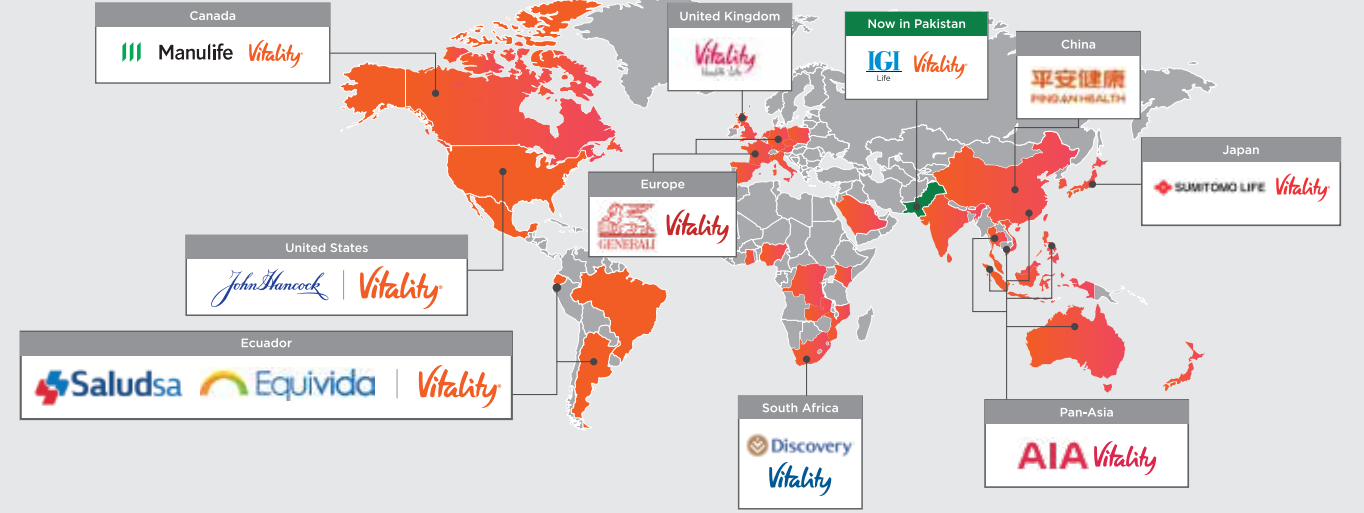 Canada
Manulife Vitality
United Kingdom
Vitality
Health Life
Now in Pakistan
IGI
Life
Vitality
China
平安健康
PING AN HEALTH
Japan
SUMITOMO LIFE Vitality
Europe
GENERALI Vitality
United States
John Hancock Vitality
Ecuador
Saludsa Equivida Vitality
South Africa
Discovery
Vitality
Pan-Asia
AIA Vitality